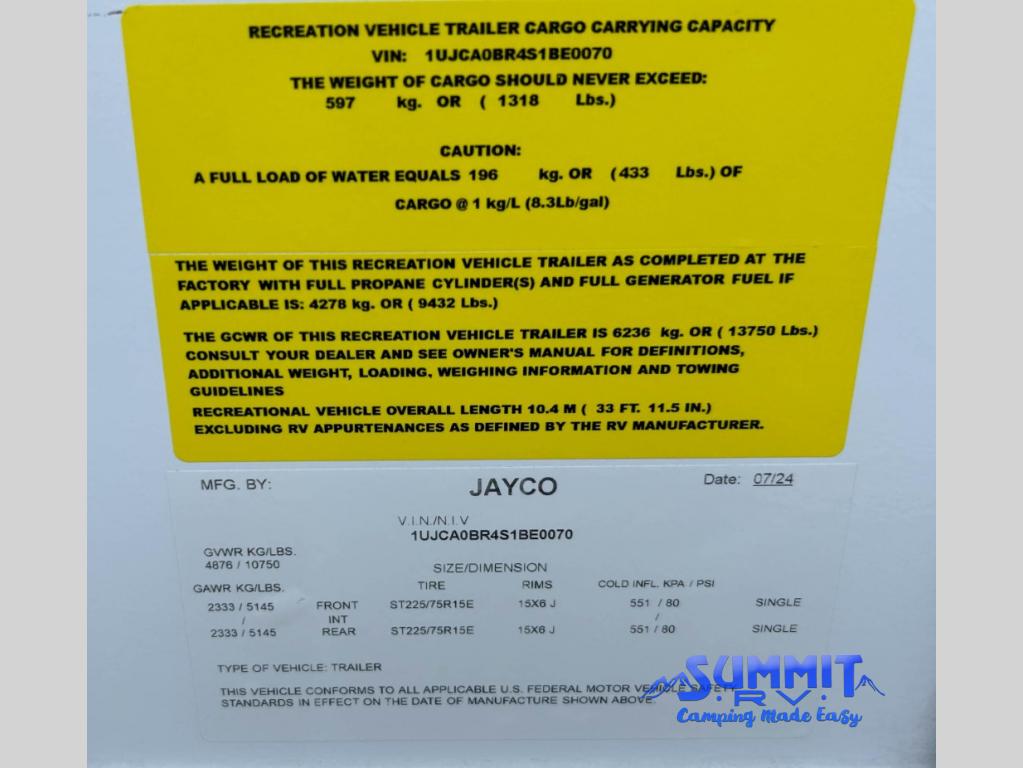 RECREATION VEHICLE TRAILER CARGO CARRYING CAPACITY
VIN: 1UJCA0BR4S1BE0070
THE WEIGHT OF CARGO SHOULD NEVER EXCEED:
597 kg. OR ( 1318 Lbs.)
CAUTION:
A FULL LOAD OF WATER EQUALS 196 kg. OR (433 Lbs.) OF
CARGO @ 1 kg/L (8.3Lb/gal)
THE WEIGHT OF THIS RECREATION VEHICLE TRAILER AS COMPLETED AT THE
FACTORY WITH FULL PROPANE CYLINDER(S) AND FULL GENERATOR FUEL IF
APPLICABLE IS: 4278 kg. OR ( 9432 Lbs.)
THE GCWR OF THIS RECREATION VEHICLE TRAILER IS 6236 kg. OR ( 13750 Lbs.)
CONSULT YOUR DEALER AND SEE OWNER'S MANUAL FOR DEFINITIONS,
ADDITIONAL WEIGHT, LOADING, WEIGHING INFORMATION AND TOWING
GUIDELINES
RECREATIONAL VEHICLE OVERALL LENGTH 10.4 M ( 33 FT. 11.5 IN.)
EXCLUDING RV APPURTENANCES AS DEFINED BY THE RV MANUFACTURER.
MFG. BY: JAYCO Date: 07/24
V.I.N./N.I.V
1UJCA0BR4S1BE0070
GVWR KG/LBS.
4876 / 10750
SIZE/DIMENSION
GAWR KG/LBS. TIRE RIMS COLD INFL. KPA / PSI
2333 / 5145 FRONT ST225/75R15E 15X6 J 551 / 80 SINGLE
/ INT /
2333 / 5145 REAR ST225/75R15E 15X6 J 551 / 80 SINGLE
TYPE OF VEHICLE: TRAILER
THIS VEHICLE CONFORMS TO ALL APPLICABLE U.S. FEDERAL MOTOR VEHICLE SAFETY
STANDARDS IN EFFECT ON THE DATE OF MANUFACTURE SHOWN ABOVE.
SUMMIT
RV
Camping Made Easy